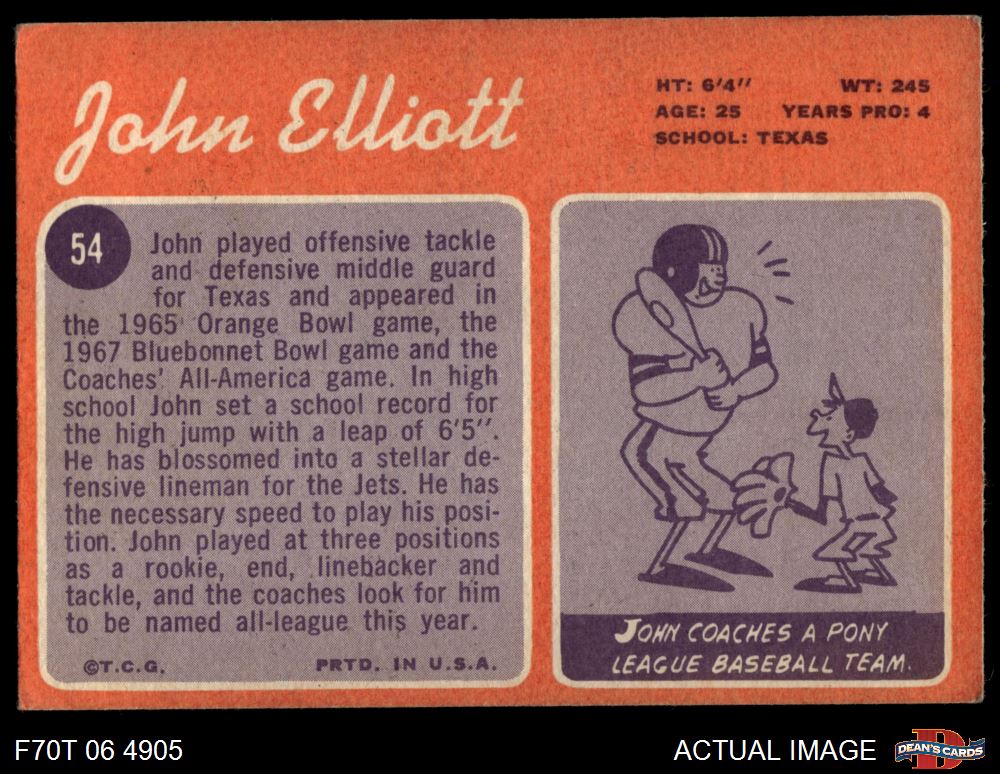 John Elliott
HT: 6'4'' WT: 245
AGE: 25 YEARS PRO: 4
SCHOOL: TEXAS
54
John played offensive tackle
and defensive middle guard
for Texas and appeared in
the 1965 Orange Bowl game, the
1967 Bluebonnet Bowl game and the
Coaches' All-America game. In high
school John set a school record for
the high jump with a leap of 6'5''.
He has blossomed into a stellar de-
fensive lineman for the Jets. He has
the necessary speed to play his posi-
tion. John played at three positions
as a rookie, end, linebacker and
tackle, and the coaches look for him
to be named all-league this year.
©T.C.G. PRTD. IN U.S.A.
JOHN COACHES A PONY
LEAGUE BASEBALL TEAM.
F70T 06 4905
ACTUAL IMAGE
D
DEAN'S CARDS